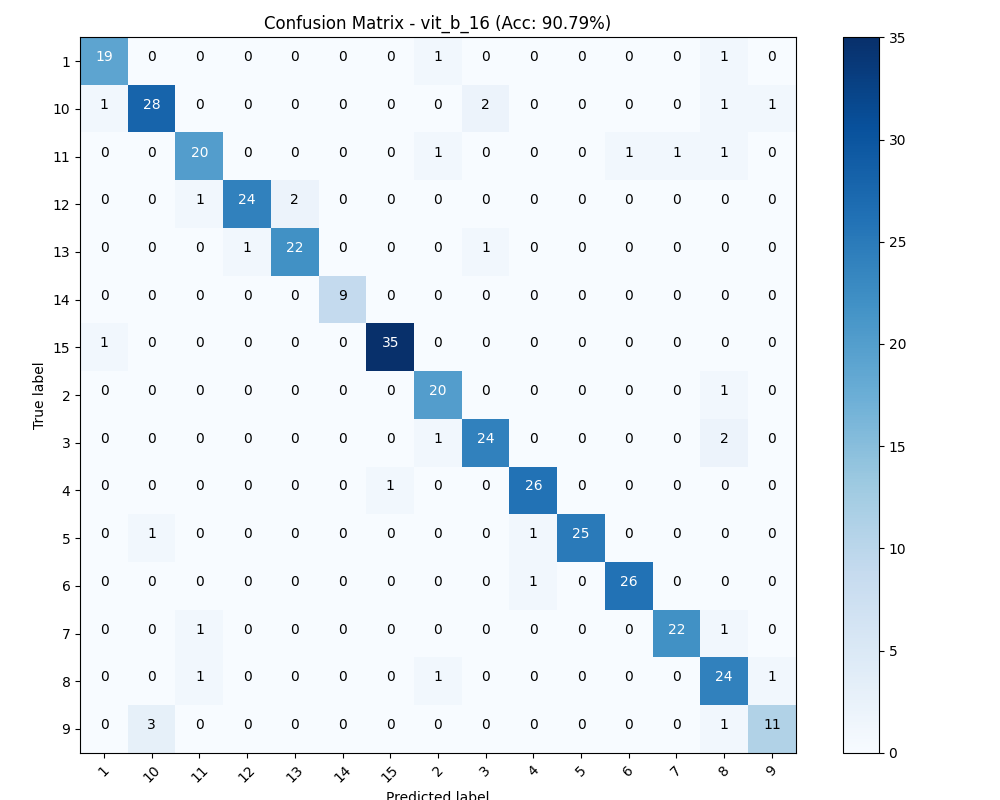 Confusion Matrix - vit_b_16 (Acc: 90.79%)
1 19 0 0 0 0 0 0 1 0 0 0 0 0 1 0
10 1 28 0 0 0 0 0 0 2 0 0 0 0 1 1
11 0 0 20 0 0 0 0 1 0 0 0 1 1 1 0
12 0 0 1 24 2 0 0 0 0 0 0 0 0 0 0
13 0 0 0 1 22 0 0 0 1 0 0 0 0 0 0
14 0 0 0 0 0 9 0 0 0 0 0 0 0 0 0
15 1 0 0 0 0 0 35 0 0 0 0 0 0 0 0
2 0 0 0 0 0 0 0 20 0 0 0 0 0 1 0
3 0 0 0 0 0 0 0 1 24 0 0 0 0 2 0
4 0 0 0 0 0 0 1 0 0 26 0 0 0 0 0
5 0 1 0 0 0 0 0 0 0 1 25 0 0 0 0
6 0 0 0 0 0 0 0 0 0 1 0 26 0 0 0
7 0 0 1 0 0 0 0 0 0 0 0 0 22 1 0
8 0 0 1 0 0 0 0 1 0 0 0 0 0 24 1
9 0 3 0 0 0 0 0 0 0 0 0 0 0 1 11
1 10 11 12 13 14 15 2 3 4 5 6 7 8 9
True label
Predicted label
35
30
25
20
15
10
5
0